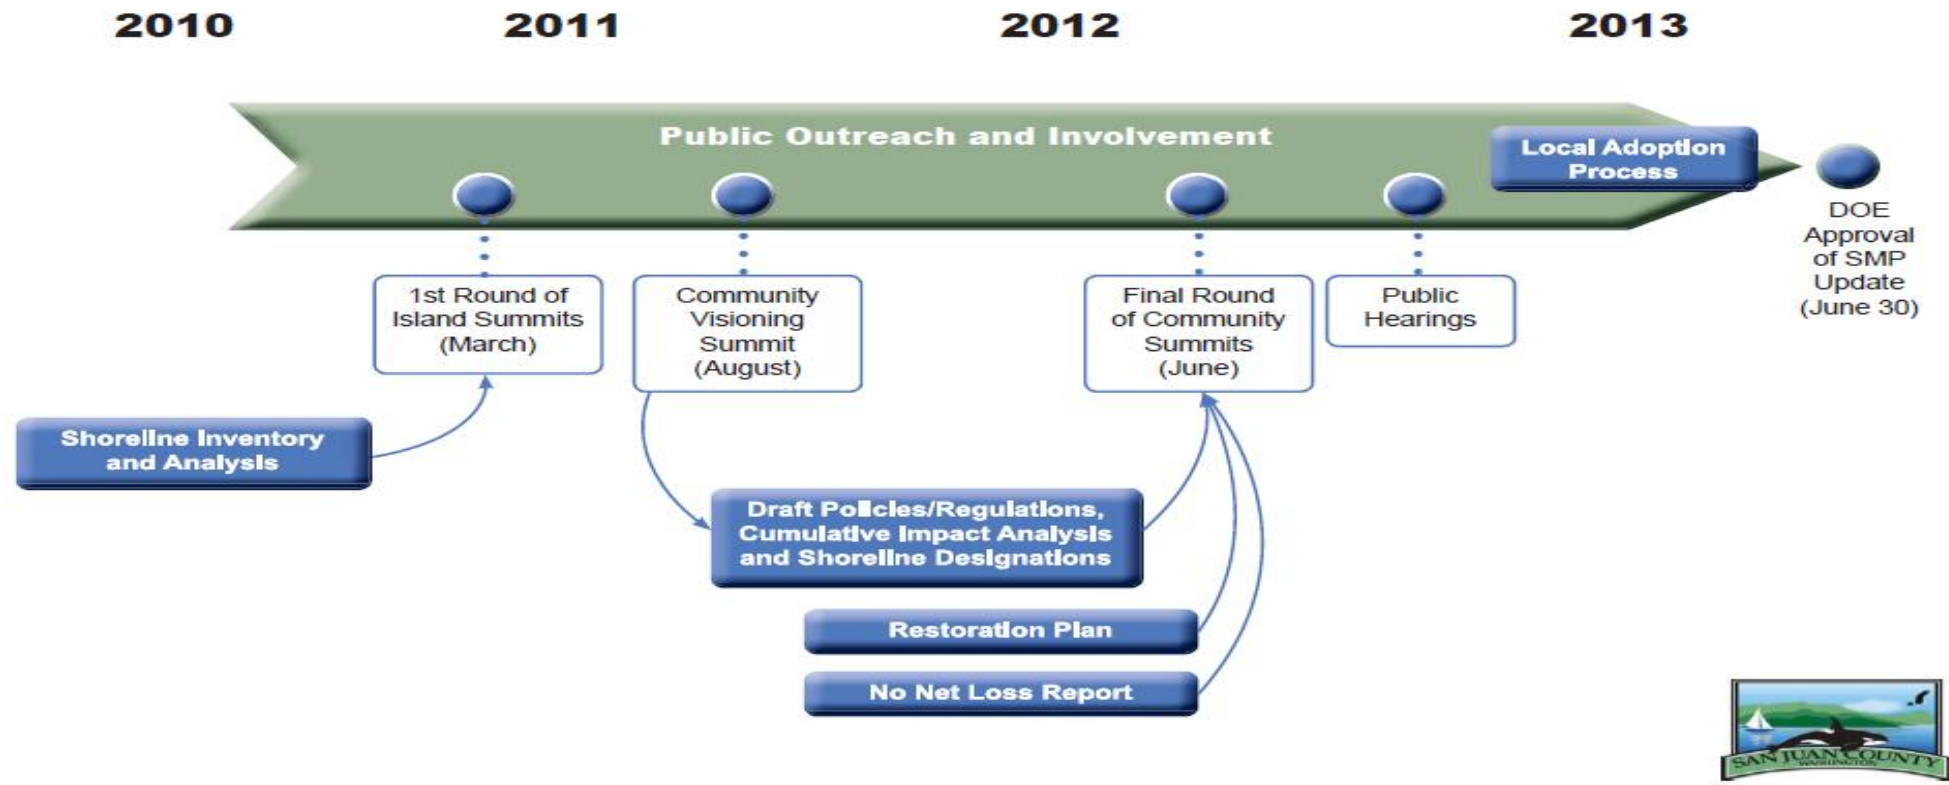 2010 2011 2012 2013
Public Outreach and Involvement
Local Adoption
Process
DOE
Approval
of SMP
Update
(June 30)
1st Round of
Island Summits
(March)
Community
Visioning
Summit
(August)
Final Round
of Community
Summits
(June)
Public
Hearings
Shoreline Inventory
and Analysis
Draft Policies/Regulations,
Cumulative Impact Analysis
and Shoreline Designations
Restoration Plan
No Net Loss Report
SAN JUAN COUNTY
WASHINGTON